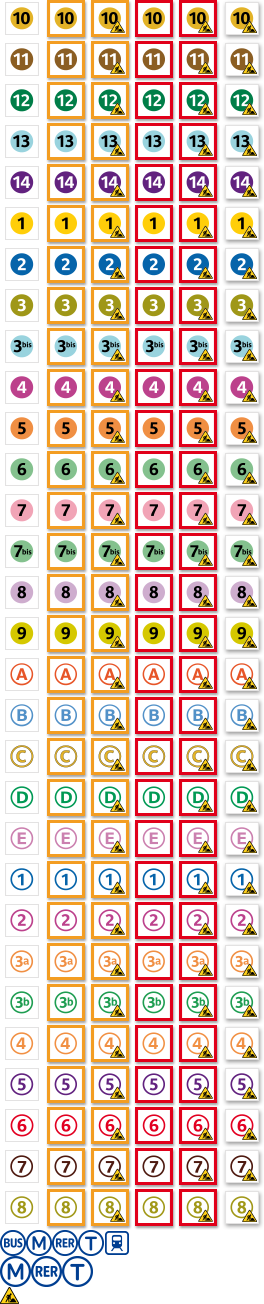 10 10 10 10 10 10
11 11 11 11 11 11
12 12 12 12 12 12
13 13 13 13 13 13
14 14 14 14 14 14
1 1 1 1 1 1
2 2 2 2 2 2
3 3 3 3 3 3
3bis 3bis 3bis 3bis 3bis 3bis
4 4 4 4 4 4
5 5 5 5 5 5
6 6 6 6 6 6
7 7 7 7 7 7
7bis 7bis 7bis 7bis 7bis 7bis
8 8 8 8 8 8
9 9 9 9 9 9
A A A A A A
B B B B B B
C C C C C C
D D D D D D
E E E E E E
1 1 1 1 1 1
2 2 2 2 2 2
3a 3a 3a 3a 3a 3a
3b 3b 3b 3b 3b 3b
4 4 4 4 4 4
5 5 5 5 5 5
6 6 6 6 6 6
7 7 7 7 7 7
8 8 8 8 8 8
BUS M RER T
M RER T